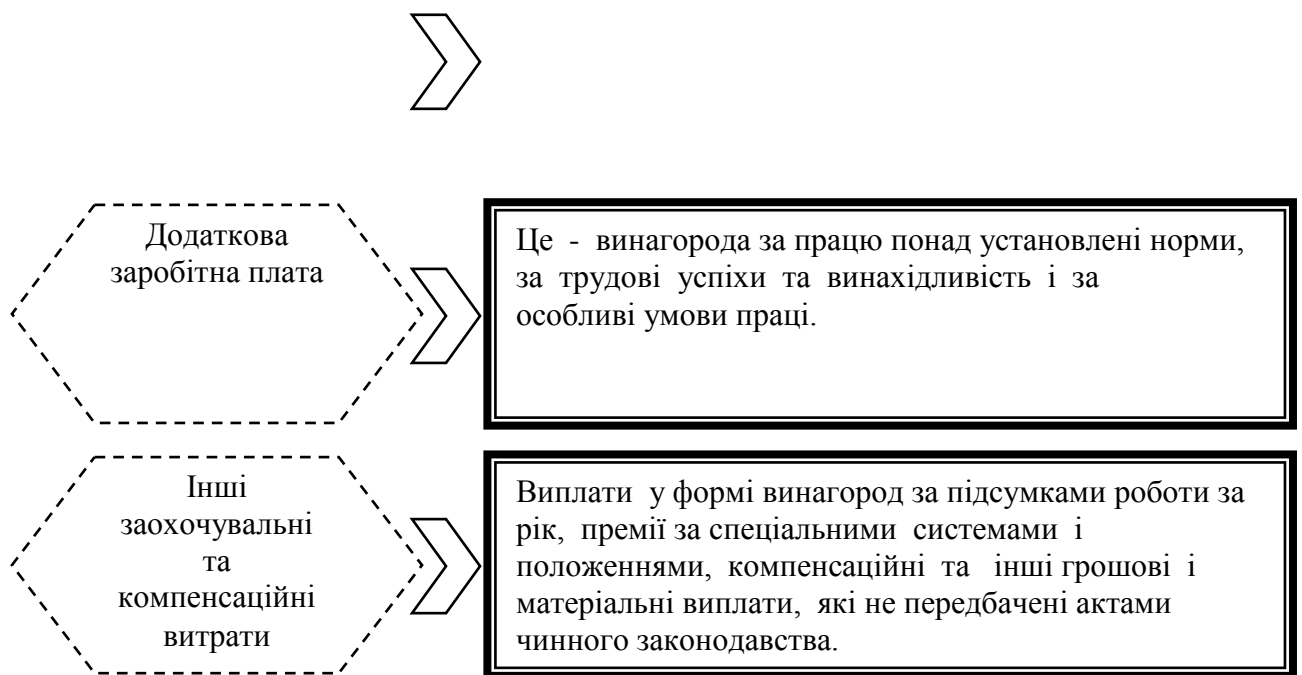 Додаткова
заробітна плата
Це - винагорода за працю понад установлені норми,
за трудові успіхи та винахідливість і за
особливі умови праці.
Інші
заохочувальні
та
компенсаційні
витрати
Виплати у формі винагород за підсумками роботи за
рік, премії за спеціальними системами і
положеннями, компенсаційні та інші грошові і
матеріальні виплати, які не передбачені актами
чинного законодавства.